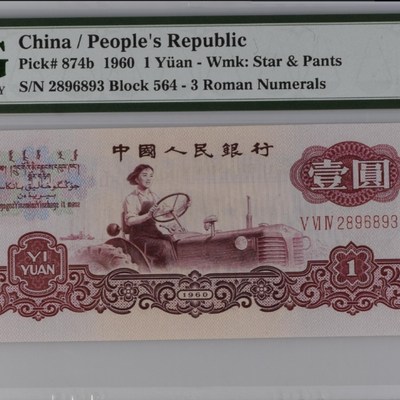 China / People's Republic
Pick# 874b 1960 1 Yüan - Wmk: Star & Pants
S/N 2896893 Block 564 - 3 Roman Numerals
中國人民銀行
壹圓
V VI IV 2896893
YI
YUAN
1
1960